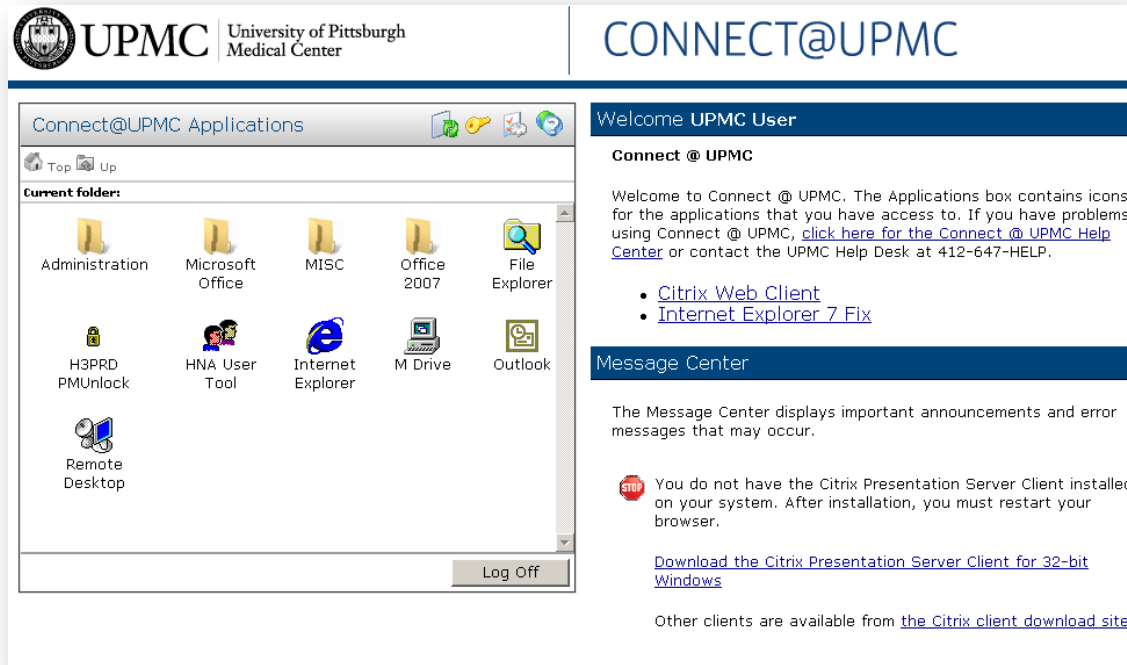 UPMC
University of Pittsburgh
Medical Center
CONNECT@UPMC
Connect@UPMC Applications
Top Up
Current folder:
Administration
Microsoft
Office
MISC
Office
2007
File
Explorer
H3PRD
PMUnlock
HNA User
Tool
Internet
Explorer
M Drive
Outlook
Remote
Desktop
Log Off
Welcome UPMC User
Connect @ UPMC
Welcome to Connect @ UPMC. The Applications box contains icons
for the applications that you have access to. If you have problems
using Connect @ UPMC, click here for the Connect @ UPMC Help
Center or contact the UPMC Help Desk at 412-647-HELP.
• Citrix Web Client
• Internet Explorer 7 Fix
Message Center
The Message Center displays important announcements and error
messages that may occur.
STOP
You do not have the Citrix Presentation Server Client installed
on your system. After installation, you must restart your
browser.
Download the Citrix Presentation Server Client for 32-bit
Windows
Other clients are available from the Citrix client download site